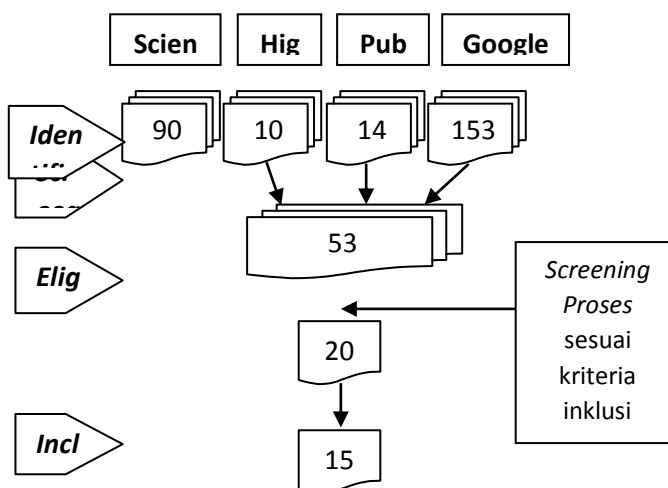 Scien Hig Pub Google
Iden 90 10 14 153
53
Elig
Screening
Proses
sesuai
kriteria
inklusi
20
Incl
15